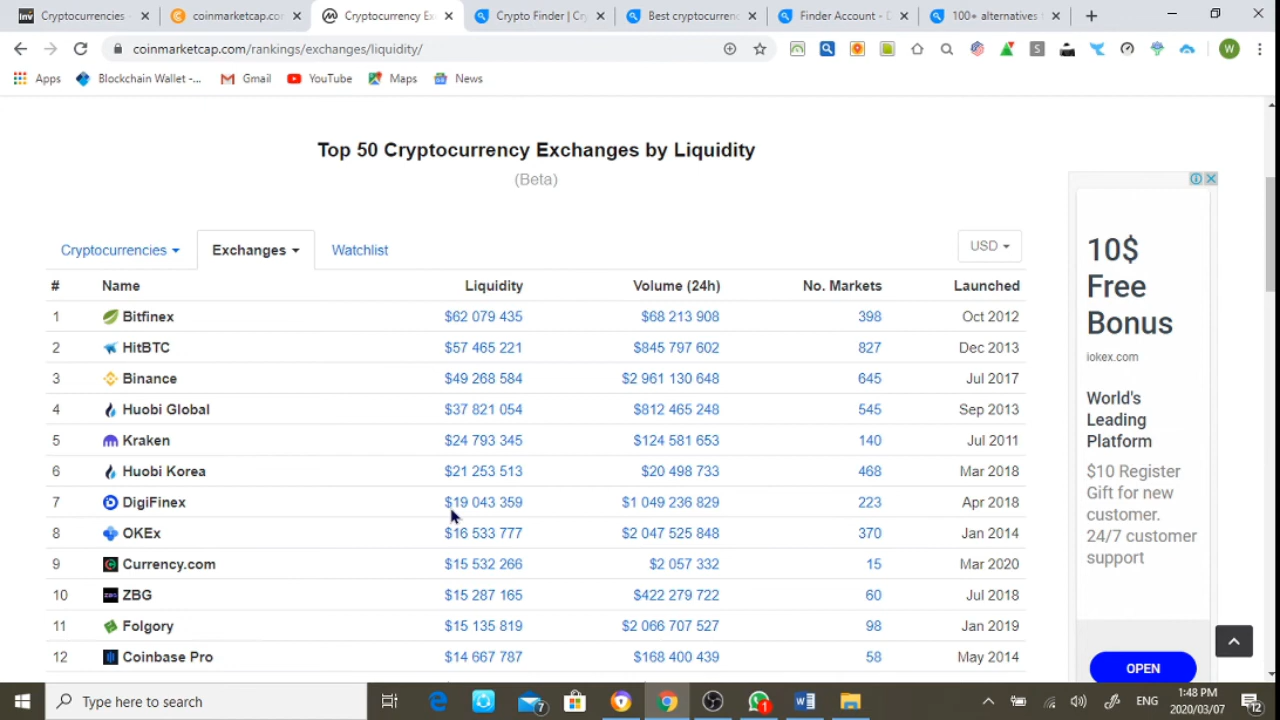 Cryptocurrencies -
coinmarketcap.com
Cryptocurrency Ex
Crypto Finder | Cry
Best cryptocurrenc
Finder Account - D
100+ alternatives
coinmarketcap.com/rankings/exchanges/liquidity/
W
Apps
Blockchain Wallet -...
Gmail
YouTube
Maps
News
Top 50 Cryptocurrency Exchanges by Liquidity
(Beta)
Cryptocurrencies Exchanges Watchlist USD
# Name Liquidity Volume (24h) No. Markets Launched
1 Bitfinex $62 079 435 $68 213 908 398 Oct 2012
2 HitBTC $57 465 221 $845 797 602 827 Dec 2013
3 Binance $49 268 584 $2 961 130 648 645 Jul 2017
4 Huobi Global $37 821 054 $812 465 248 545 Sep 2013
5 Kraken $24 793 345 $124 581 653 140 Jul 2011
6 Huobi Korea $21 253 513 $20 498 733 468 Mar 2018
7 DigiFinex $19 043 359 $1 049 236 829 223 Apr 2018
8 OKEx $16 533 777 $2 047 525 848 370 Jan 2014
9 Currency.com $15 532 266 $2 057 332 15 Mar 2020
10 ZBG $15 287 165 $422 279 722 60 Jul 2018
11 Folgory $15 135 819 $2 066 707 527 98 Jan 2019
12 Coinbase Pro $14 667 787 $168 400 439 58 May 2014
10$
Free
Bonus
iokex.com
World's
Leading
Platform
$10 Register
Gift for new
customer.
24/7 customer
support
OPEN
Type here to search
7
1
ENG
1:48 PM
2020/03/07
12